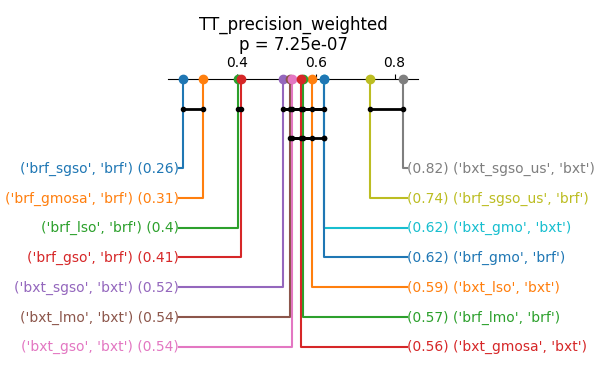 TT_precision_weighted
p = 7.25e-07
0.4 0.6 0.8
('brf_sgso', 'brf') (0.26)
(0.82) ('bxt_sgso_us', 'bxt')
('brf_gmosa', 'brf') (0.31)
(0.74) ('brf_sgso_us', 'brf')
('brf_lso', 'brf') (0.4)
(0.62) ('bxt_gmo', 'bxt')
('brf_gso', 'brf') (0.41)
(0.62) ('brf_gmo', 'brf')
('bxt_sgso', 'bxt') (0.52)
(0.59) ('bxt_lso', 'bxt')
('bxt_lmo', 'bxt') (0.54)
(0.57) ('brf_lmo', 'brf')
('bxt_gso', 'bxt') (0.54)
(0.56) ('bxt_gmosa', 'bxt')